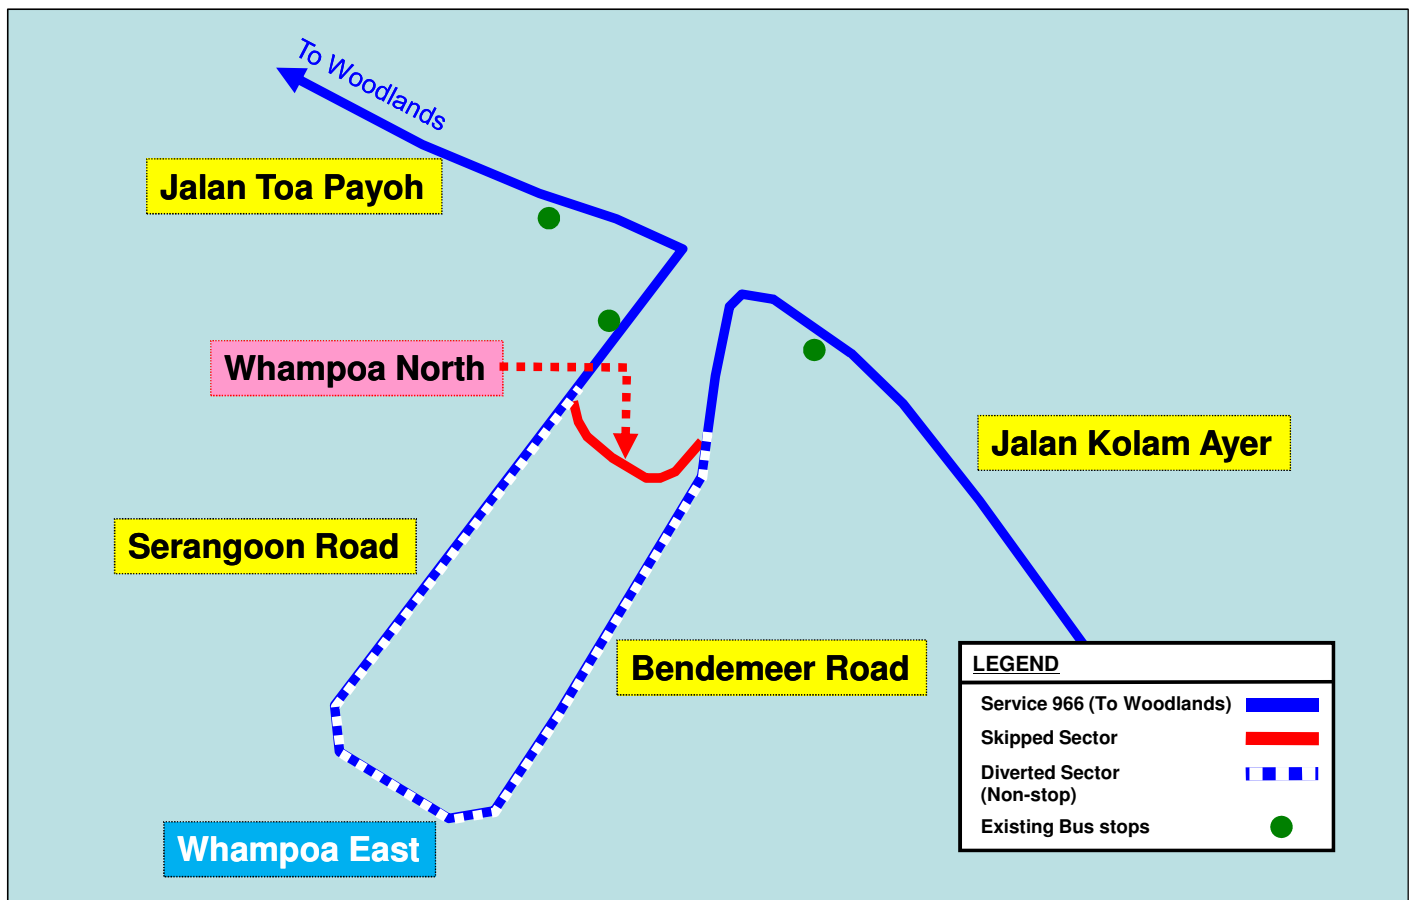 To Woodlands
Jalan Toa Payoh
Whampoa North
Jalan Kolam Ayer
Serangoon Road
Bendemeer Road
Whampoa East
LEGEND
Service 966 (To Woodlands)
Skipped Sector
Diverted Sector
(Non-stop)
Existing Bus stops